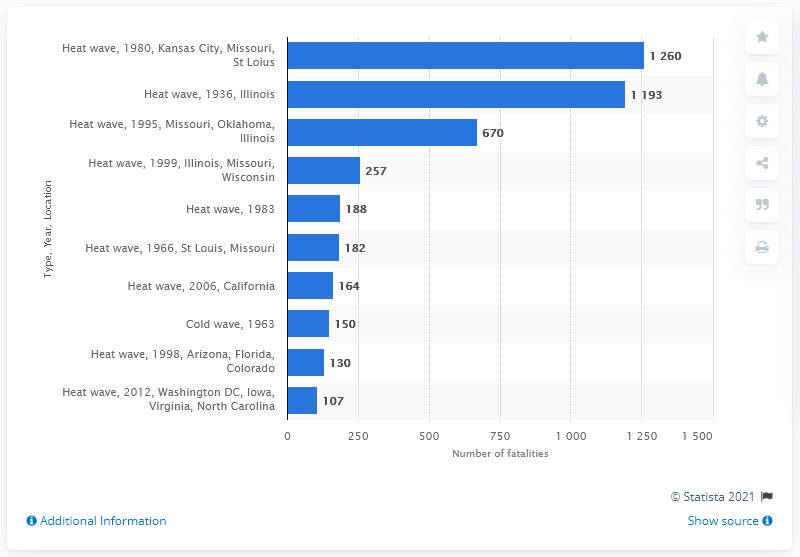 Heat wave, 1980, Kansas City, Missouri,
St Loius
1 260
Heat wave, 1936, Illinois
1 193
Heat wave, 1995, Missouri, Oklahoma,
Illinois
670
Heat wave, 1999, Illinois, Missouri,
Wisconsin
257
Heat wave, 1983
188
Heat wave, 1966, St Louis, Missouri
182
Heat wave, 2006, California
164
Cold wave, 1963
150
Heat wave, 1998, Arizona, Florida,
Colorado
130
Heat wave, 2012, Washington DC, Iowa,
Virginia, North Carolina
107
Type, Year, Location
0 250 500 750 1 000 1 250 1 500
Number of fatalities
© Statista 2021
Additional Information
Show source